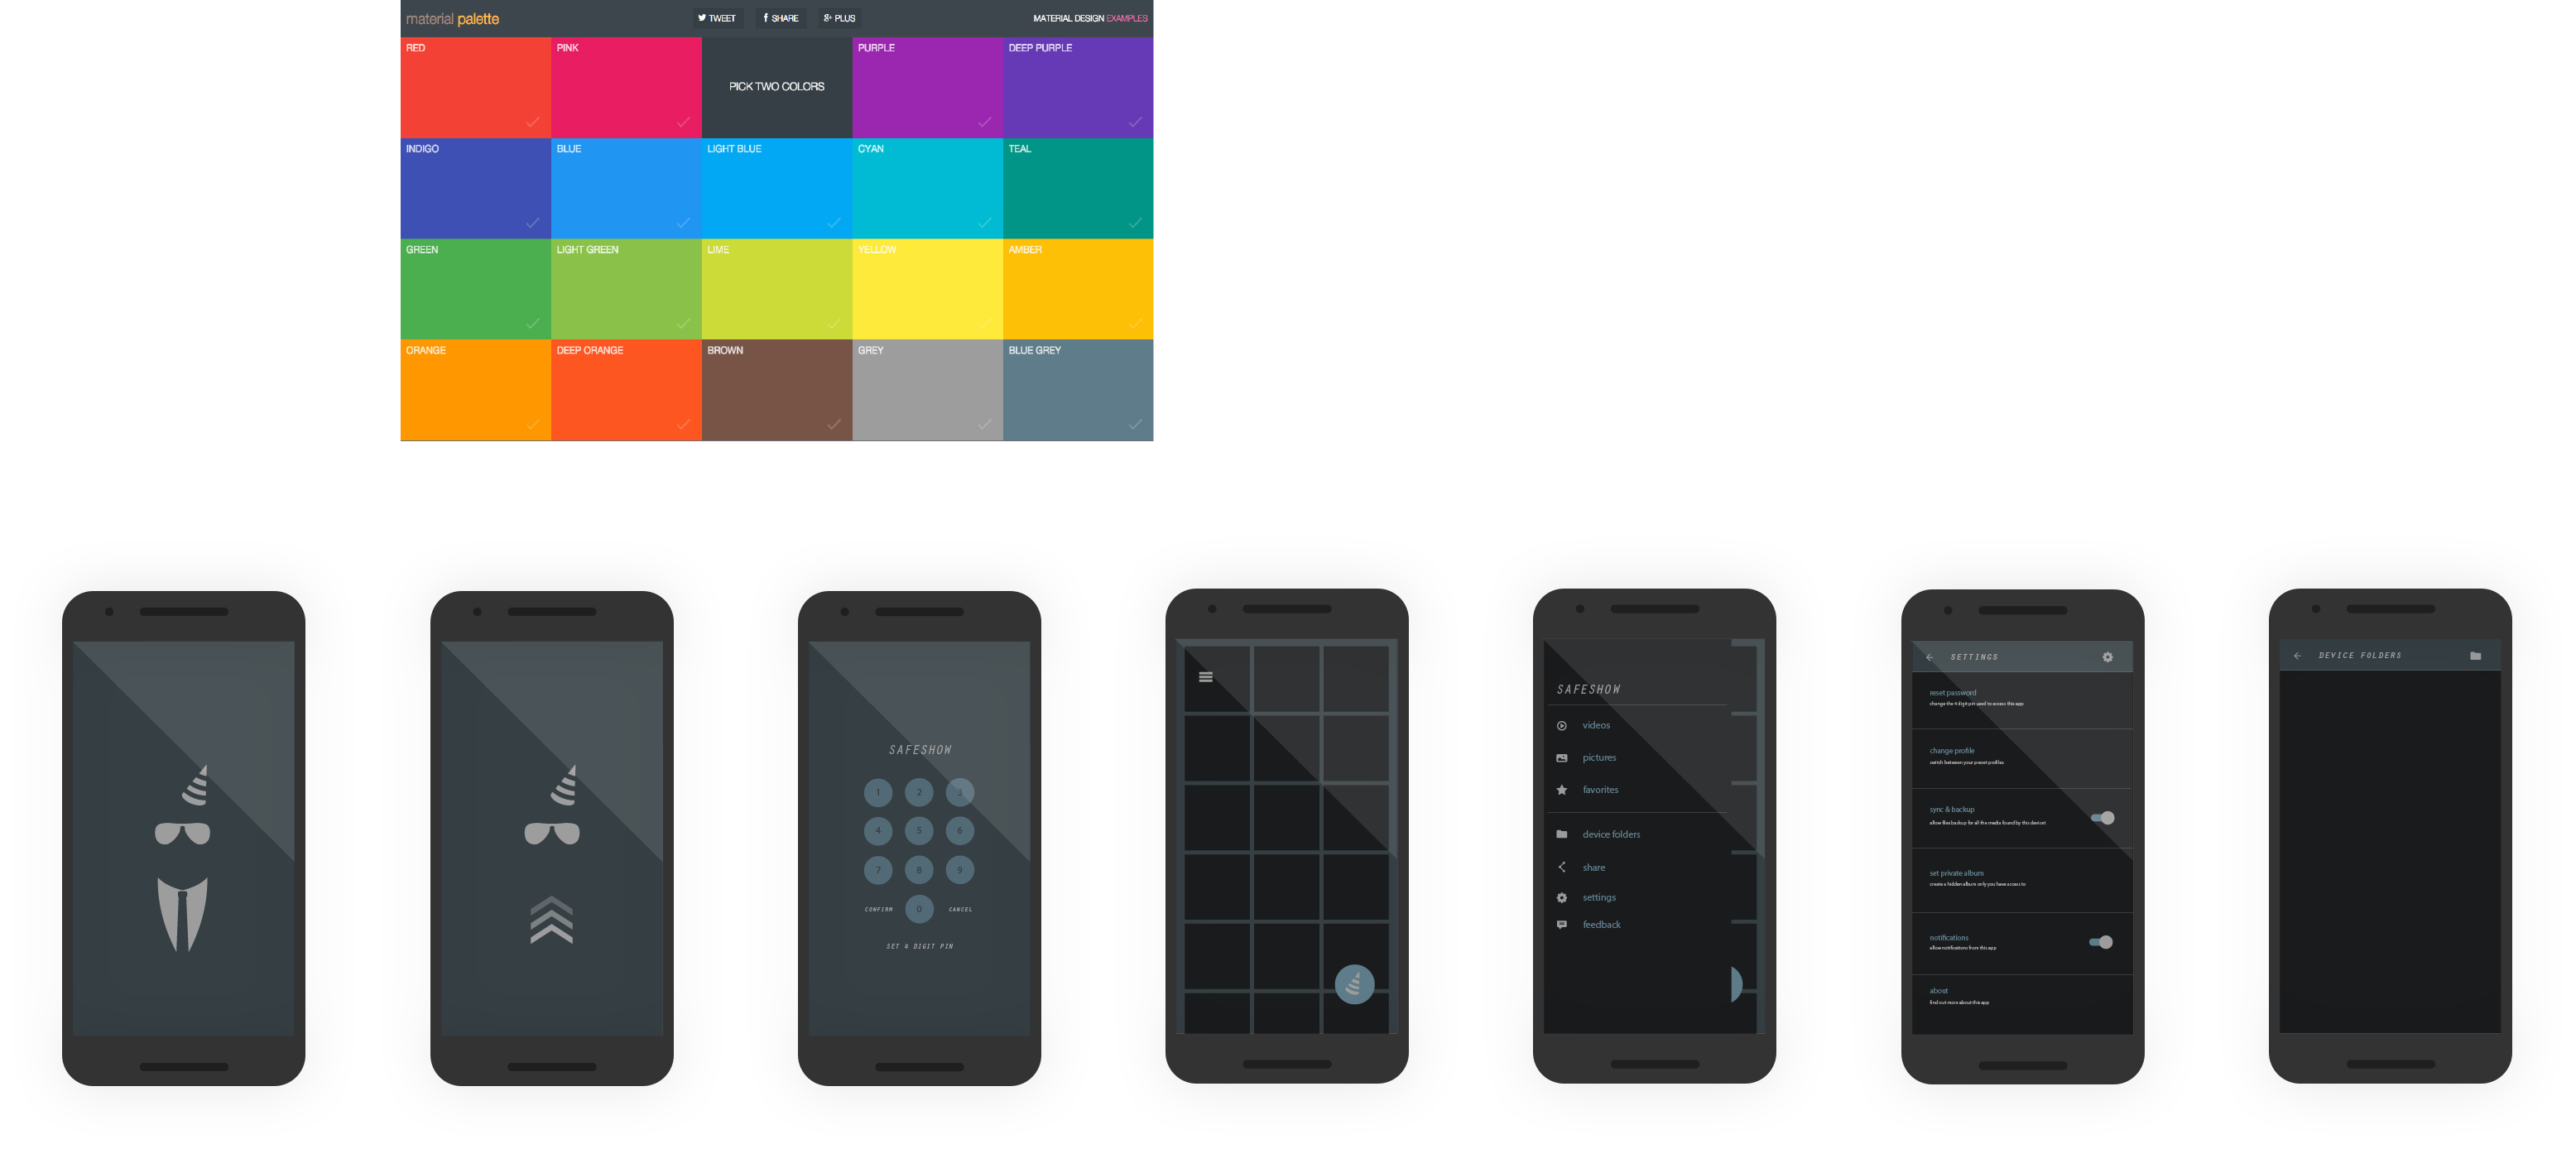 material palette TWEET SHARE PLUS MATERIAL DESIGN EXAMPLES
RED PINK PURPLE DEEP PURPLE
PICK TWO COLORS
INDIGO BLUE LIGHT BLUE CYAN TEAL
GREEN LIGHT GREEN LIME YELLOW AMBER
ORANGE DEEP ORANGE BROWN GREY BLUE GREY
SAFESHOW
1 2 3
4 5 6
7 8 9
CONFIRM 0 CANCEL
SET 4 DIGIT PIN
SAFESHOW
videos
pictures
favorites
device folders
share
settings
feedback
SETTINGS
reset password
change the 4 digit pin used to access this app
change profile
switch between your preset profiles
sync & backup
allow files backup for all the media found by this device!
set private album
create a hidden album only you have access to
notifications
allow notifications from this app
about
find out more about this app
DEVICE FOLDERS